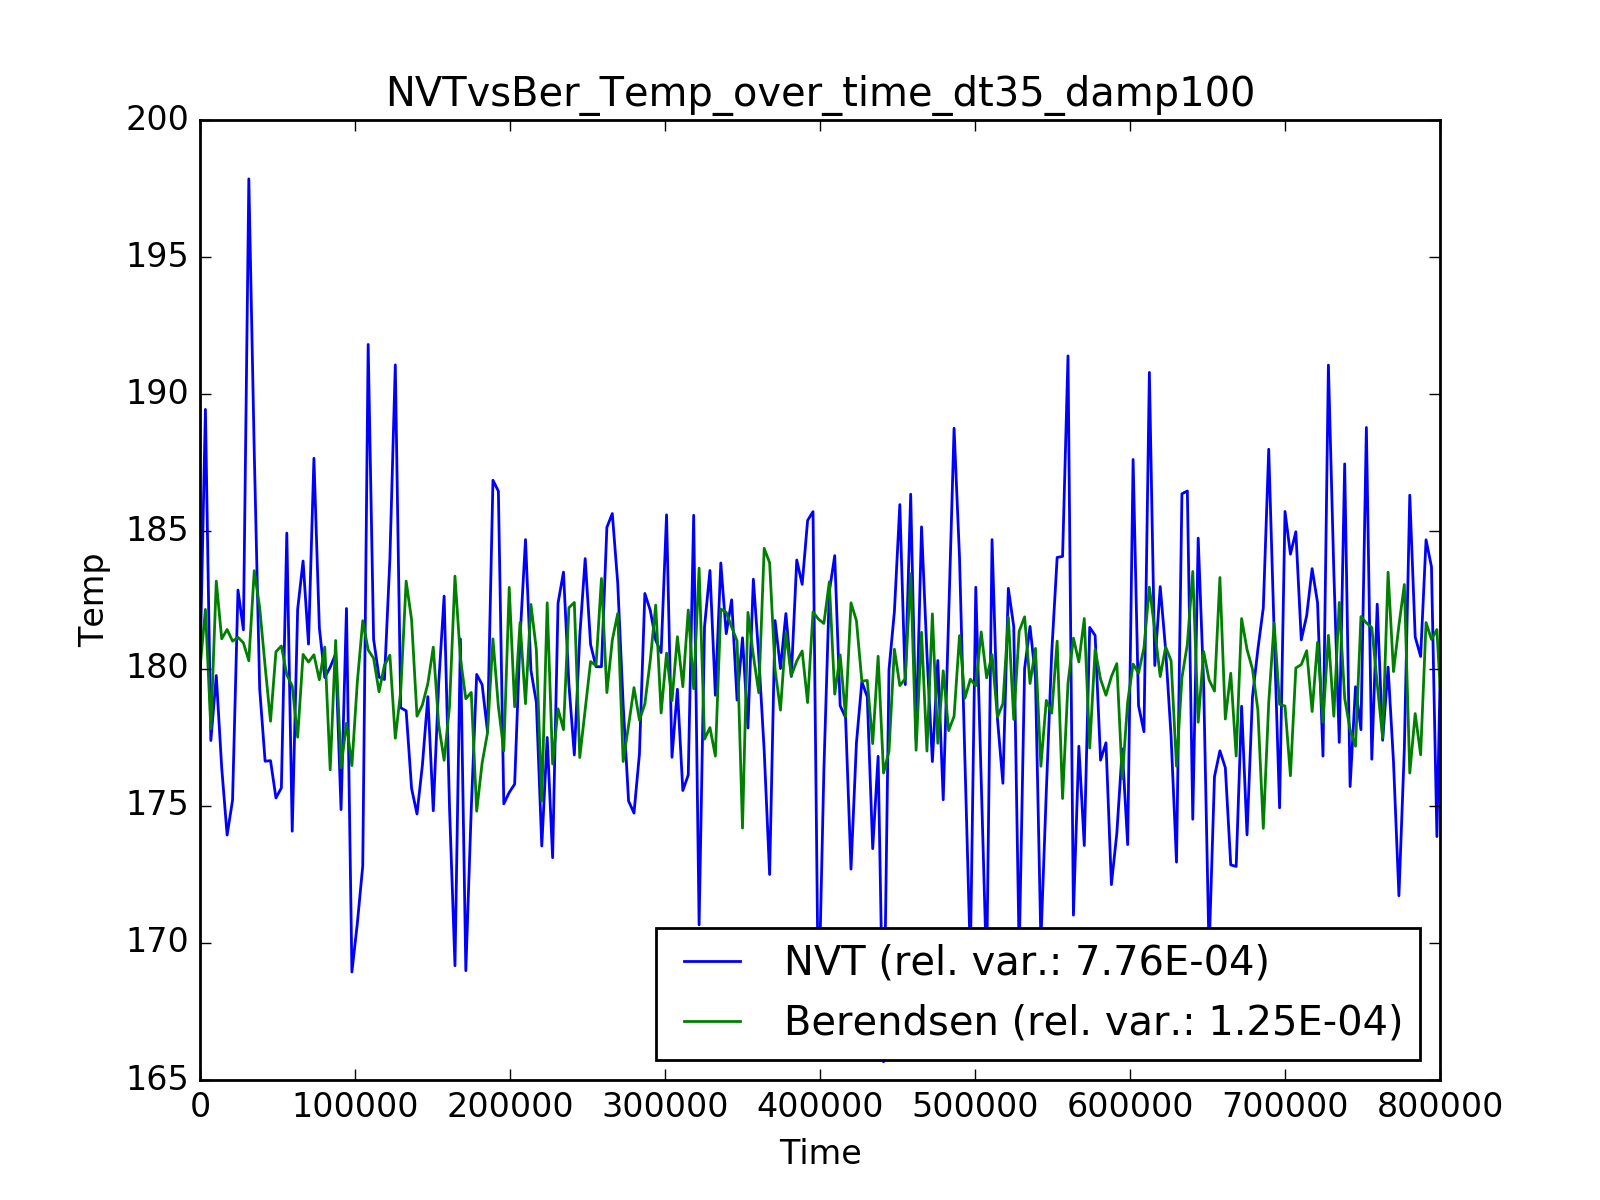 NVTvsBer_Temp_over_time_dt35_damp100
200
195
190
185
180
175
170
165
Temp
NVT (rel. var.: 7.76E-04)
Berendsen (rel. var.: 1.25E-04)
0 100000 200000 300000 400000 500000 600000 700000 800000
Time